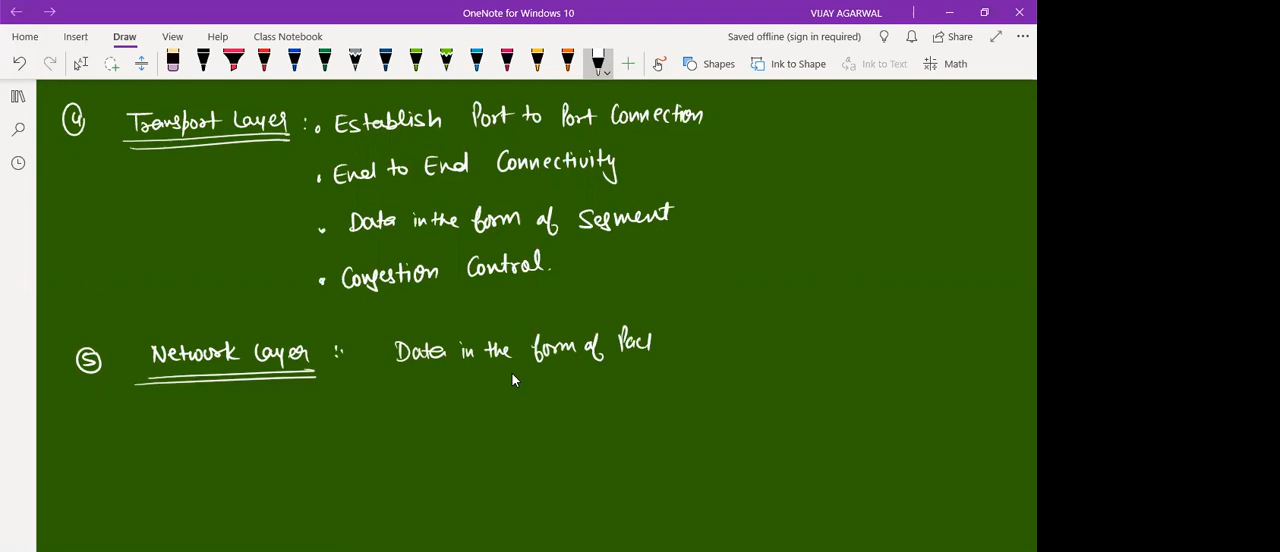 OneNote for Windows 10
VIJAY AGARWAL
Home Insert Draw View Help Class Notebook
Saved offline (sign in required) Share
Shapes Ink to Shape Ink to Text Math
④ Transport Layer :. Establish Port to Port Connection
. End to End Connectivity
. Data in the form of Segment
. Congestion Control.
⑤ Network Layer :. Data in the form of Pack